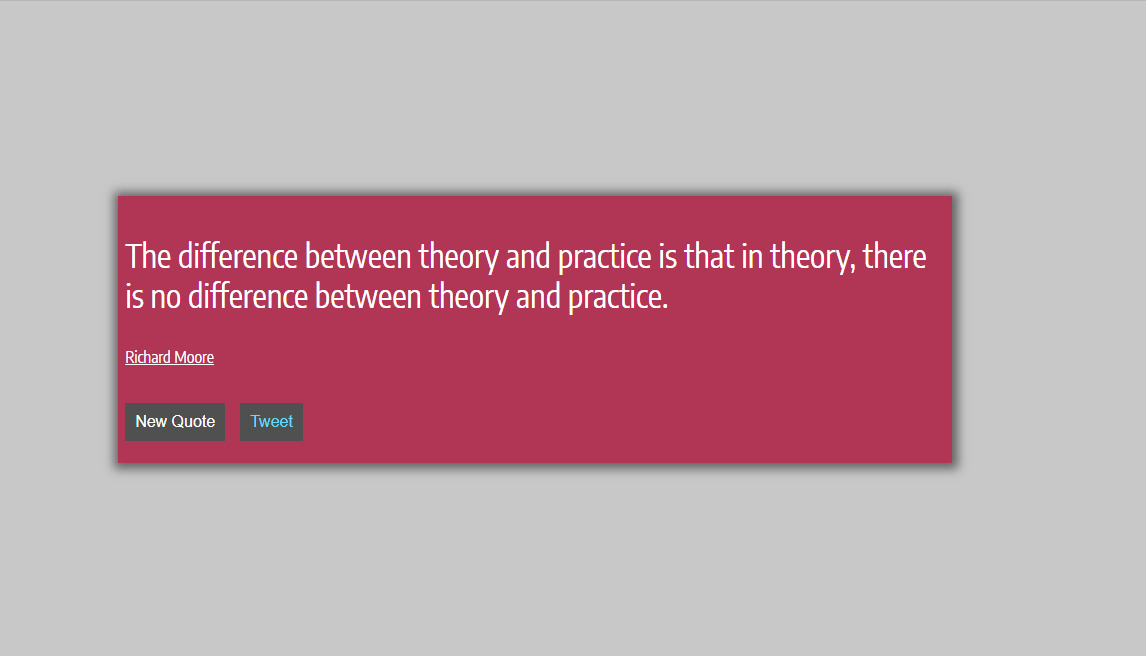 The difference between theory and practice is that in theory, there
is no difference between theory and practice.
Richard Moore
New Quote
Tweet